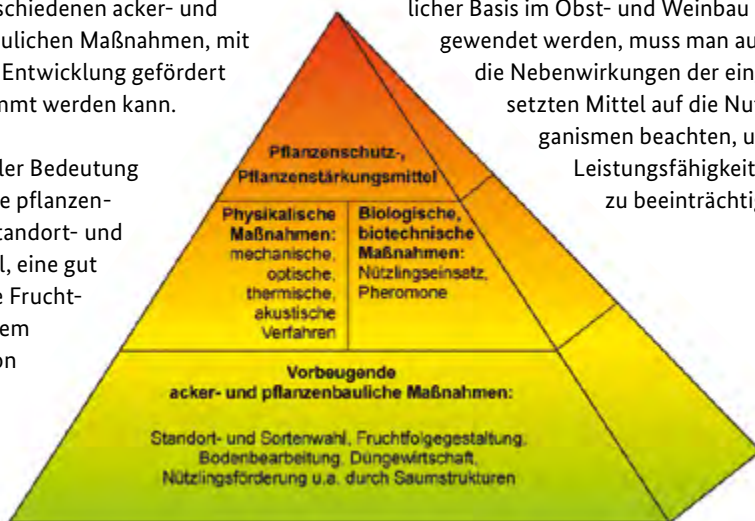 schiedenen acker- und
ulichen Maßnahmen, mit
Entwicklung gefördert
mmt werden kann.
ler Bedeutung
e pflanzen-
tandort- und
l, eine gut
e Frucht-
em
on
licher Basis im Obst- und Weinbau
gewendet werden, muss man au
die Nebenwirkungen der ein
setzten Mittel auf die Nu
ganismen beachten, u
Leistungsfähigkeit
zu beeinträchtig
Pflanzenschutz-,
Pflanzenstärkungsmittel
Physikalische
Maßnahmen:
mechanische,
optische,
thermische,
akustische
Verfahren
Biologische,
biotechnische
Maßnahmen:
Nützlingseinsatz,
Pheromone
Vorbeugende
acker- und pflanzenbauliche Maßnahmen:
Standort- und Sortenwahl, Fruchtfolgegestaltung,
Bodenbearbeitung, Düngewirtschaft,
Nützlingsförderung u.a. durch Saumstrukturen